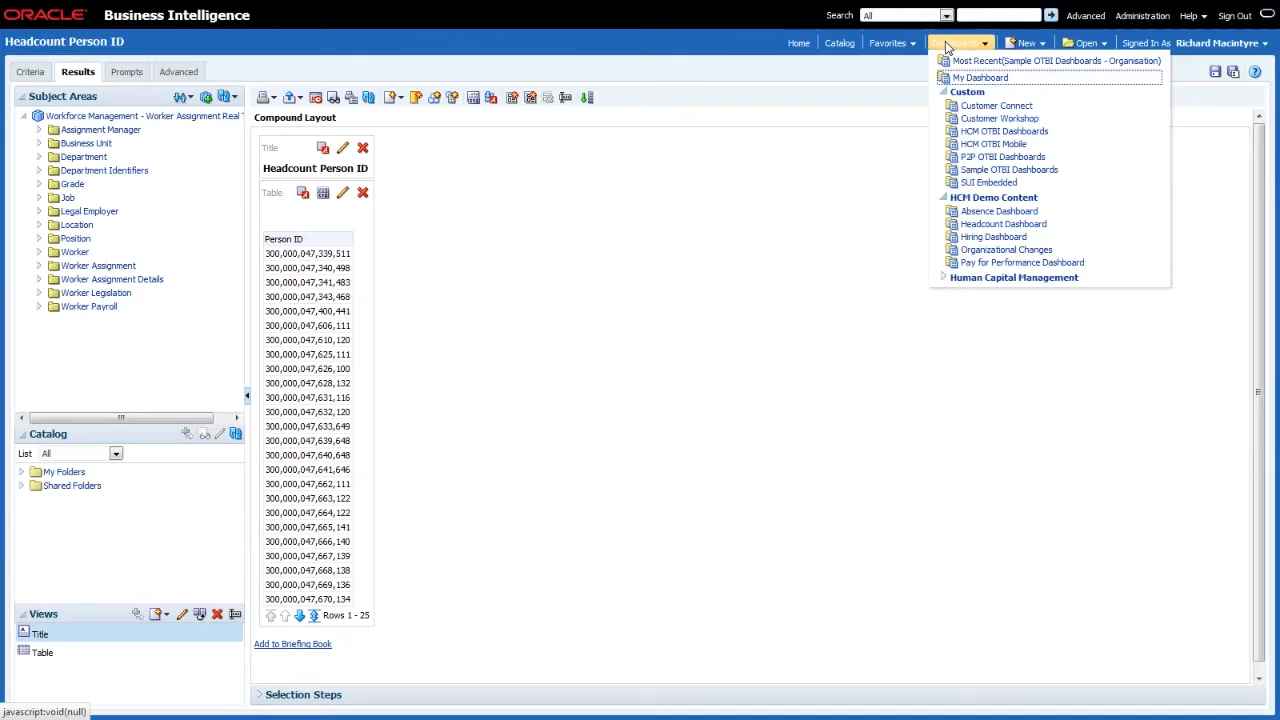 ORACLE Business Intelligence
Search All Advanced Administration Help Sign Out
Headcount Person ID
Home Catalog Favorites Dashboards New Open Signed In As Richard Macintyre
Criteria Results Prompts Advanced
Most Recent(Sample OTBI Dashboards - Organisation)
My Dashboard
Custom
Customer Connect
Customer Workshop
HCM OTBI Dashboards
HCM OTBI Mobile
P2P OTBI Dashboards
Sample OTBI Dashboards
SUI Embedded
HCM Demo Content
Absence Dashboard
Headcount Dashboard
Hiring Dashboard
Organizational Changes
Pay for Performance Dashboard
Human Capital Management
Subject Areas
Workforce Management - Worker Assignment Real T
Assignment Manager
Business Unit
Department
Department Identifiers
Grade
Job
Legal Employer
Location
Position
Worker
Worker Assignment
Worker Assignment Details
Worker Legislation
Worker Payroll
Catalog
List All
My Folders
Shared Folders
Views
Title
Table
Compound Layout
Title
Headcount Person ID
Table
Person ID
300,000,047,339,511
300,000,047,340,498
300,000,047,341,483
300,000,047,343,468
300,000,047,400,441
300,000,047,606,111
300,000,047,610,120
300,000,047,625,111
300,000,047,626,100
300,000,047,628,132
300,000,047,631,116
300,000,047,632,120
300,000,047,633,649
300,000,047,639,648
300,000,047,640,648
300,000,047,641,646
300,000,047,662,111
300,000,047,663,122
300,000,047,664,122
300,000,047,665,141
300,000,047,666,140
300,000,047,667,139
300,000,047,668,138
300,000,047,669,136
300,000,047,670,134
Rows 1 - 25
Add to Briefing Book
Selection Steps
javascript:void(null)